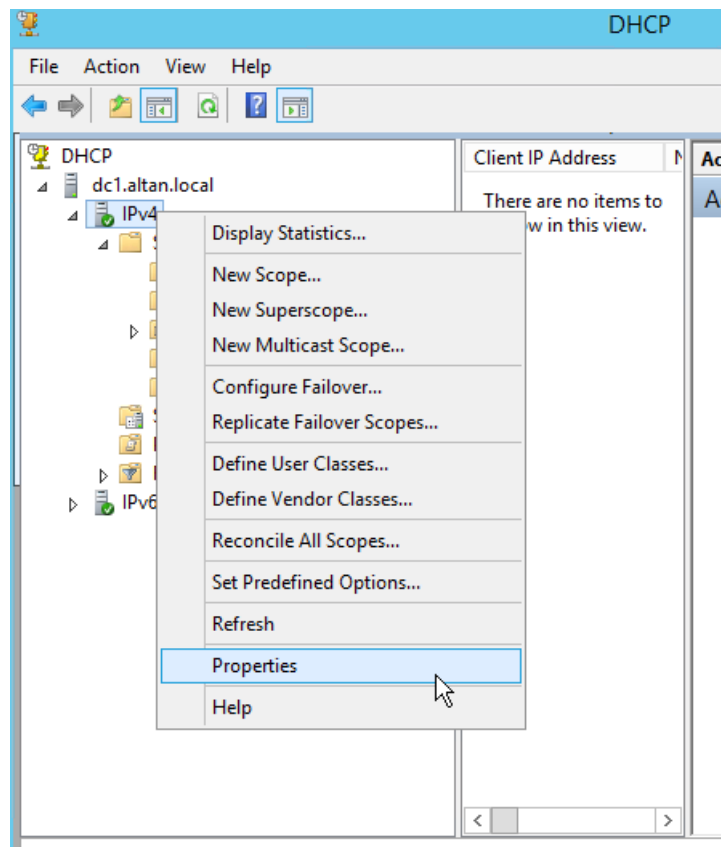 DHCP
File Action View Help
DHCP
dc1.altan.local
IPv4
IPv6
Client IP Address
There are no items to
w in this view.
Display Statistics...
New Scope...
New Superscope...
New Multicast Scope...
Configure Failover...
Replicate Failover Scopes...
Define User Classes...
Define Vendor Classes...
Reconcile All Scopes...
Set Predefined Options...
Refresh
Properties
Help